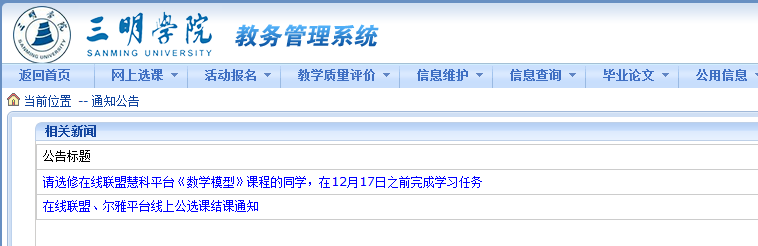 三明学院 教务管理系统
SANMING UNIVERSITY
返回首页 网上选课 活动报名 教学质量评价 信息维护 信息查询 毕业论文 公用信息
当前位置 -- 通知公告
相关新闻
公告标题
请选修在线联盟慧科平台《数学模型》课程的同学，在12月17日之前完成学习任务
在线联盟、尔雅平台线上公选课结课通知